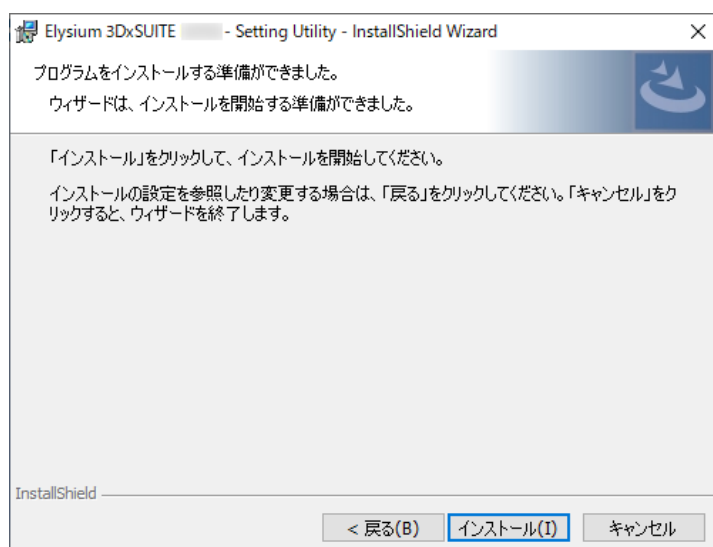 Elysium 3DxSUITE - Setting Utility - InstallShield Wizard
プログラムをインストールする準備ができました。
ウィザードは、インストールを開始する準備ができました。
「インストール」をクリックして、インストールを開始してください。
インストールの設定を参照したり変更する場合は、「戻る」をクリックしてください。「キャンセル」をク
リックすると、ウィザードを終了します。
InstallShield
< 戻る(B) インストール(I) キャンセル